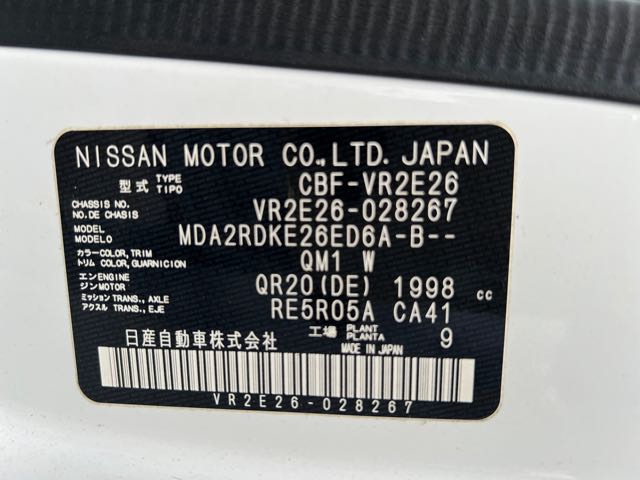 NISSAN MOTOR CO.,LTD. JAPAN
型式 TYPE TIPO CBF-VR2E26
CHASSIS NO. NO.DE CHASIS VR2E26-028267
MODEL MODELO MDA2RDKE26ED6A-B--
カラー COLOR, TRIM トリム COLOR, GUARNICION QM1 W
エンジン ENGINE MOTOR QR20(DE) 1998 cc
ミッション TRANS., AXLE アクスル TRANS., EJE RE5R05A CA41
日産自動車株式会社 工場 PLANT PLANTA 9
MADE IN JAPAN
VR2E26-028267